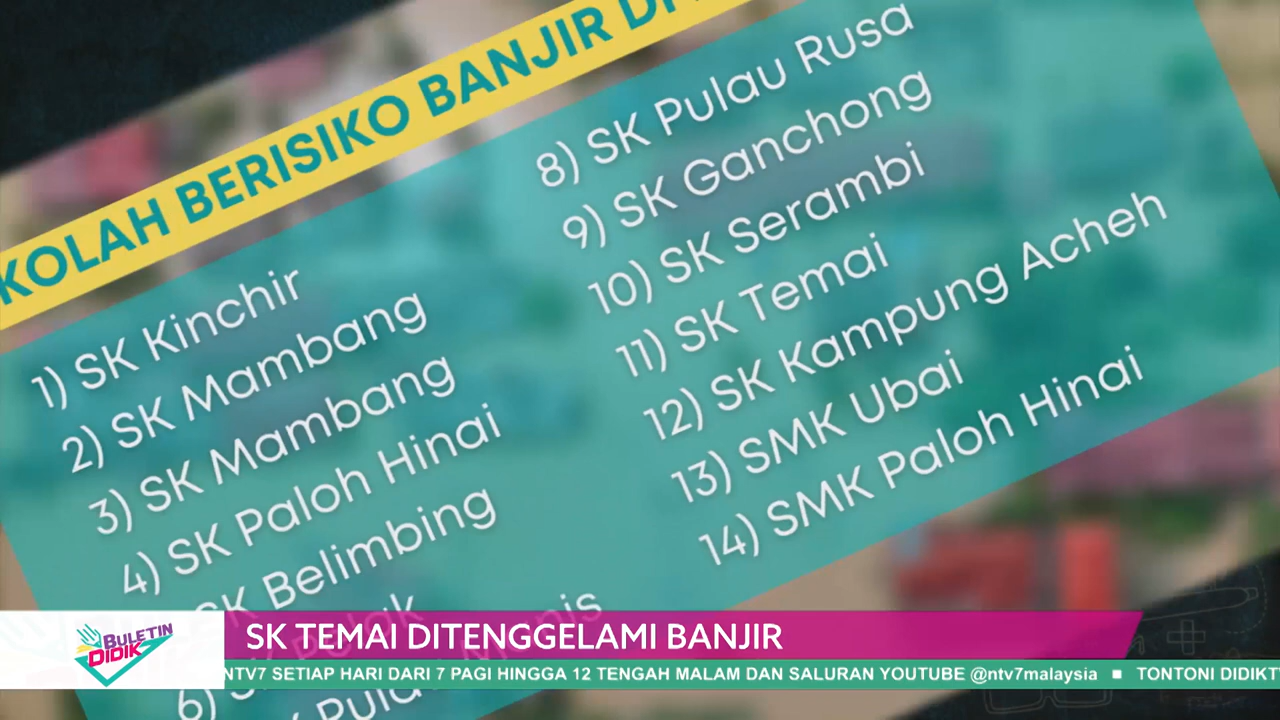 KOLAH BERISIKO BANJIR
1) SK Kinchir
2) SK Mambang
3) SK Mambang
4) SK Paloh Hinai
SK Belimbing
6)
8) SK Pulau Rusa
9) SK Ganchong
10) SK Serambi
11) SK Temai
12) SK Kampung Acheh
13) SMK Ubai
14) SMK Paloh Hinai
BULETIN
DIDIK
SK TEMAI DITENGGELAMI BANJIR
NTV7 SETIAP HARI DARI 7 PAGI HINGGA 12 TENGAH MALAM DAN SALURAN YOUTUBE @ntv7malaysia ■ TONTONI DIDIKT